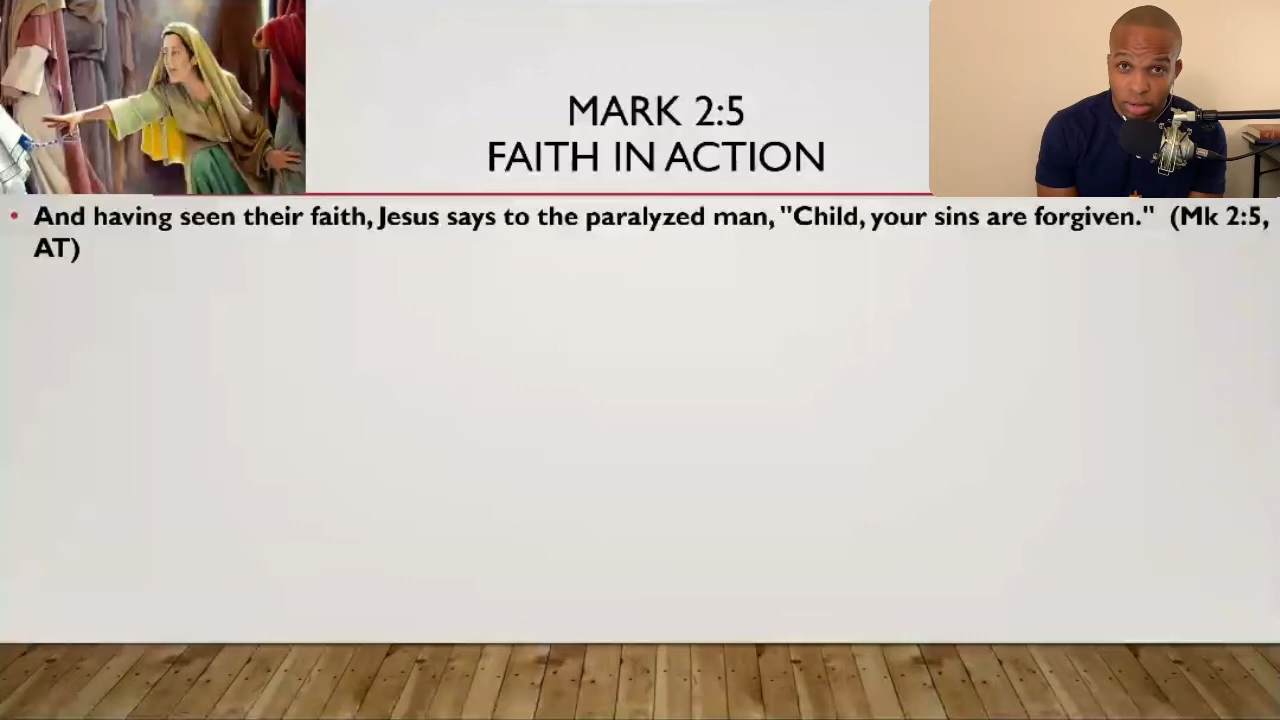 MARK 2:5
FAITH IN ACTION
• And having seen their faith, Jesus says to the paralyzed man, "Child, your sins are forgiven." (Mk 2:5,
AT)